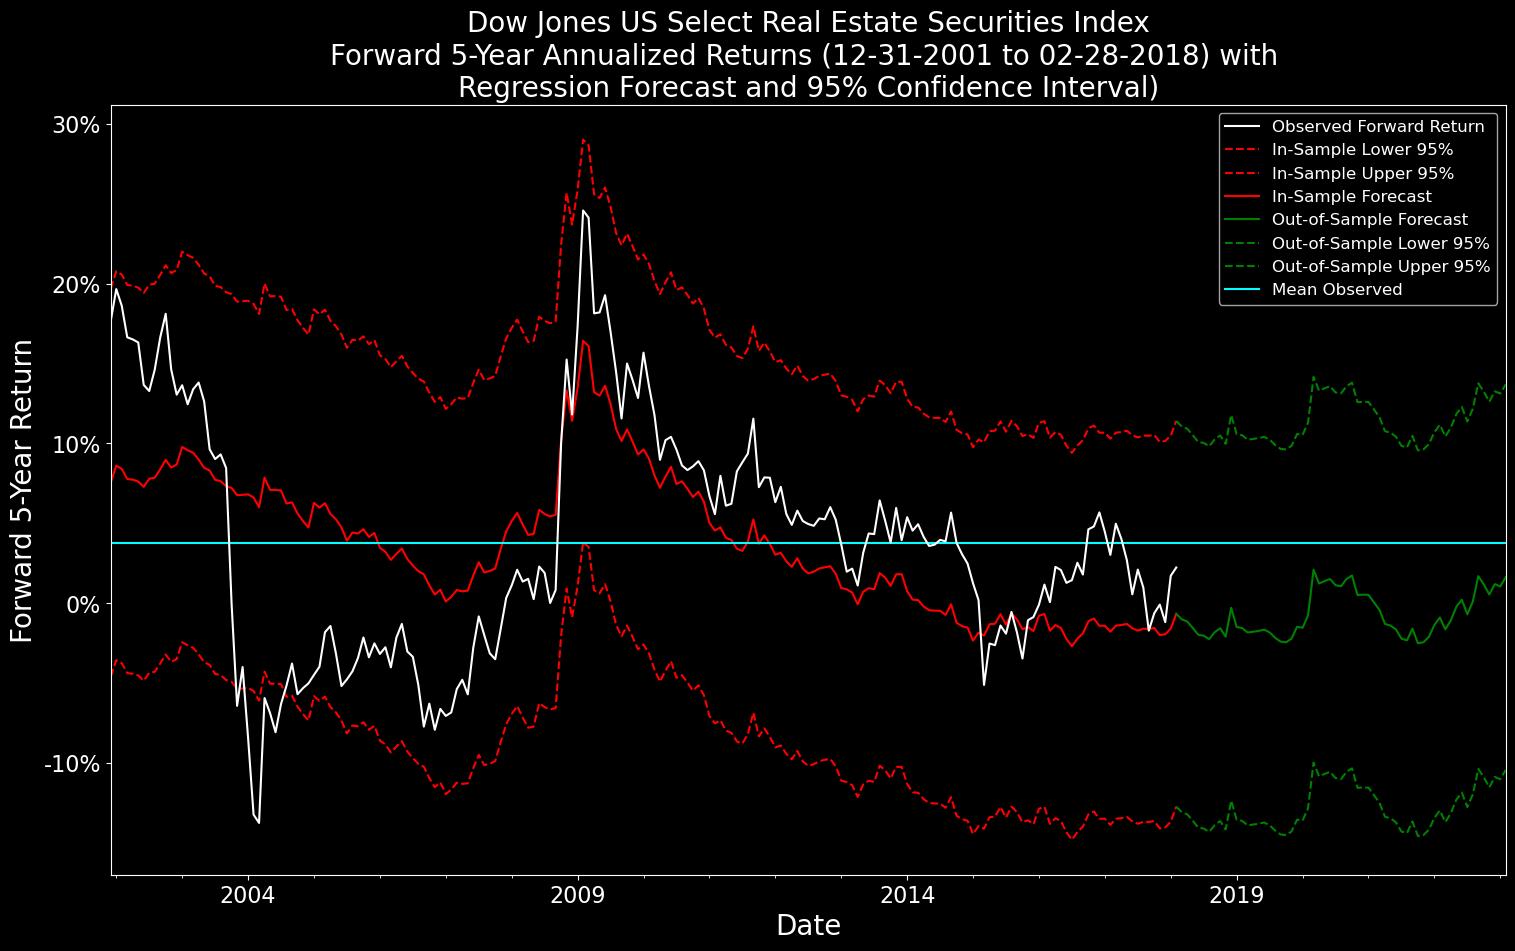 Dow Jones US Select Real Estate Securities Index
Forward 5-Year Annualized Returns (12-31-2001 to 02-28-2018) with
Regression Forecast and 95% Confidence Interval)
30%
20%
10%
0%
-10%
Forward 5-Year Return
Observed Forward Return
In-Sample Lower 95%
In-Sample Upper 95%
In-Sample Forecast
Out-of-Sample Forecast
Out-of-Sample Lower 95%
Out-of-Sample Upper 95%
Mean Observed
2004
2009
2014
2019
Date